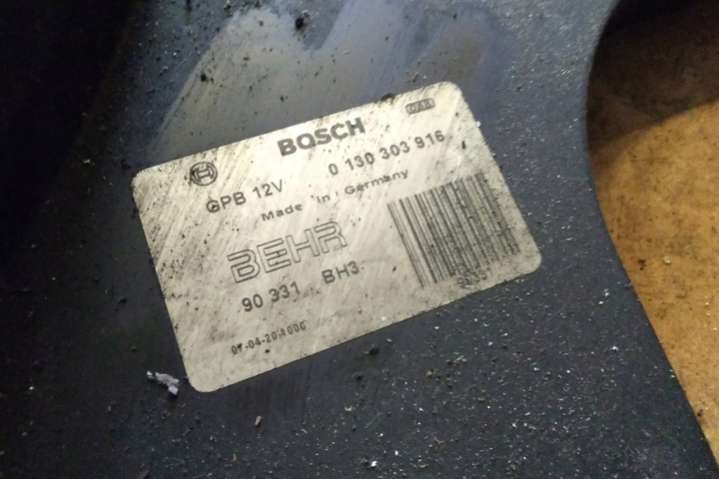 BOSCH
GPB 12V 0 130 303 916
Made in Germany
BEHR
90 331 BH3